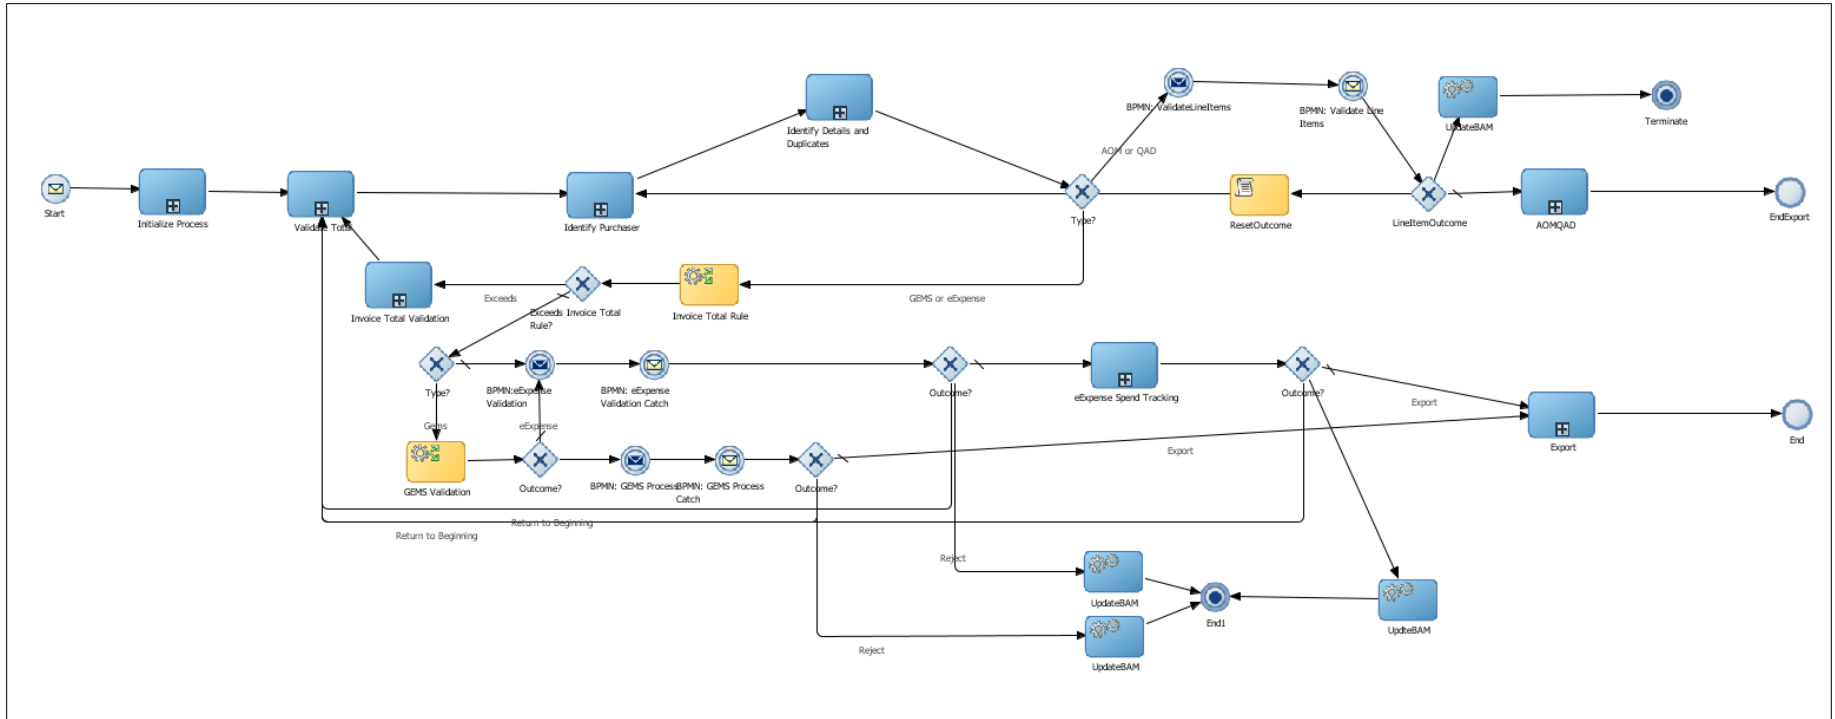 BPMN: ValidateLineItems
BPMN: Validate Line
Items
UpdateBAM
Terminate
Identify Details and
Duplicates
AOM or QAD
Start
Initialize Process
Validate Total
Identify Purchaser
Type?
ResetOutcome
LineItemOutcome
AOMQAD
EndExport
Invoice Total Validation
Exceeds
Exceeds Invoice Total
Rule?
Invoice Total Rule
GEMS or eExpense
Type?
BPMN:eExpense
Validation
BPMN: eExpense
Validation Catch
Outcome?
eExpense Spend Tracking
Outcome?
Export
Gems
eExpense
Export
Export
End
GEMS Validation
Outcome?
BPMN: GEMS Process
BPMN: GEMS Process
Catch
Outcome?
Return to Beginning
Return to Beginning
Reject
UpdateBAM
End1
UpdteBAM
Reject
UpdateBAM